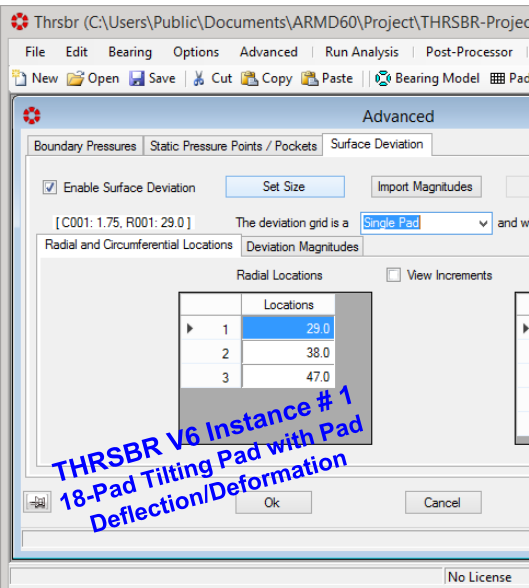 Thrsbr (C:\Users\Public\Documents\ARMD60\Project\THRSBR-Projec
File Edit Bearing Options Advanced Run Analysis Post-Processor
New Open Save Cut Copy Paste Bearing Model Pad
Advanced
Boundary Pressures Static Pressure Points / Pockets Surface Deviation
Enable Surface Deviation Set Size Import Magnitudes
[ C001: 1.75, R001: 29.0 ] The deviation grid is a Single Pad and w
Radial and Circumferential Locations Deviation Magnitudes
Radial Locations View Increments
Locations
1 29.0
2 38.0
3 47.0
THRSBR V6 Instance # 1
18-Pad Tilting Pad with Pad
Deflection/Deformation
Ok Cancel
No License